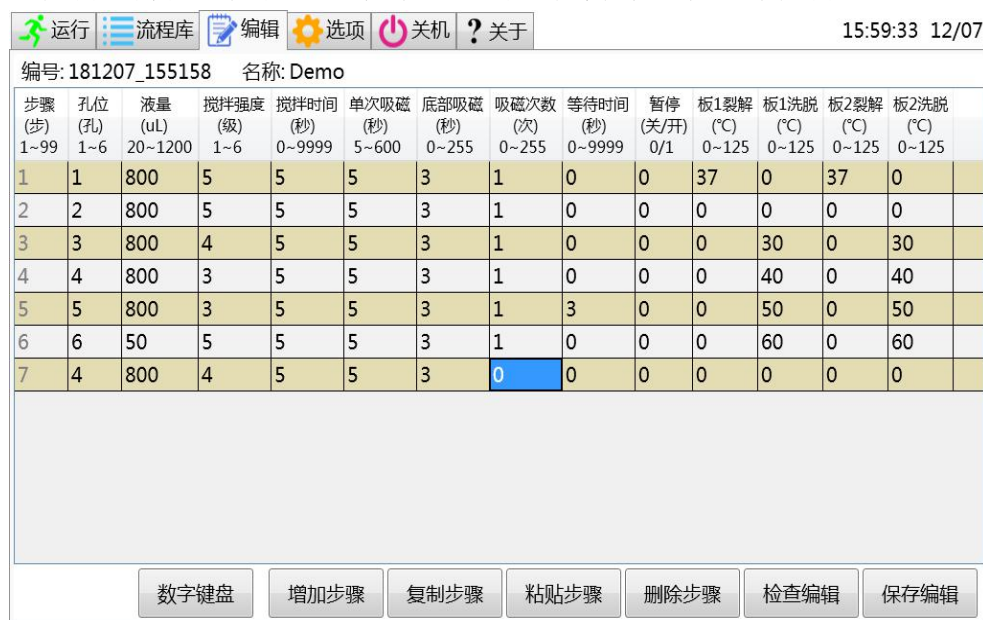 运行 流程库 编辑 选项 关机 ? 关于 15:59:33 12/07
编号: 181207_155158 名称: Demo
步骤 孔位 液量 搅拌强度 搅拌时间 单次吸磁 底部吸磁 吸磁次数 等待时间 暂停 板1裂解 板1洗脱 板2裂解 板2洗脱
(步) (孔) (uL) (级) (秒) (秒) (秒) (次) (秒) (关/开) (℃) (℃) (℃) (℃)
1~99 1~6 20~1200 1~6 0~9999 5~600 0~255 0~255 0~9999 0/1 0~125 0~125 0~125 0~125
1 1 800 5 5 5 3 1 0 0 37 0 37 0
2 2 800 5 5 5 3 1 0 0 0 0 0 0
3 3 800 4 5 5 3 1 0 0 0 30 0 30
4 4 800 3 5 5 3 1 0 0 0 40 0 40
5 5 800 3 5 5 3 1 3 0 0 50 0 50
6 6 50 5 5 5 3 1 0 0 0 60 0 60
7 4 800 4 5 5 3 0 0 0 0 0 0 0
数字键盘 增加步骤 复制步骤 粘贴步骤 删除步骤 检查编辑 保存编辑